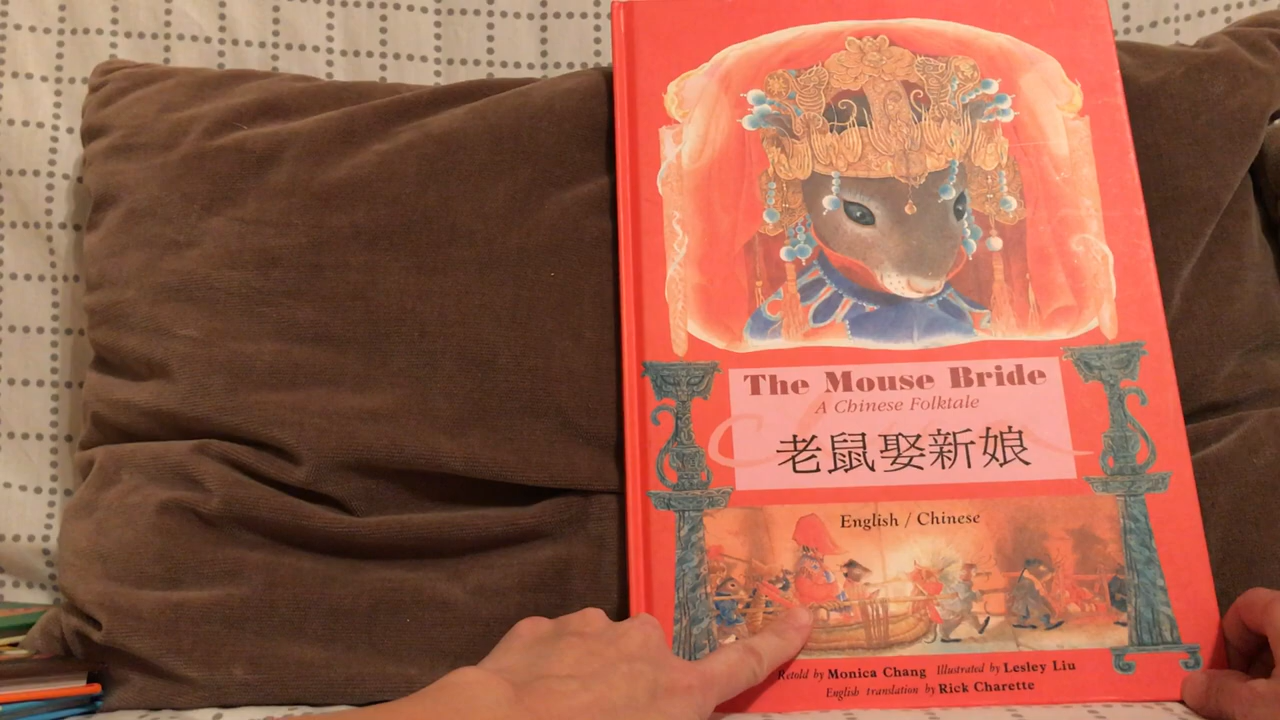 The Mouse Bride
A Chinese Folktale
老鼠娶新娘
English / Chinese
Retold by Monica Chang Illustrated by Lesley Liu
English translation by Rick Charette